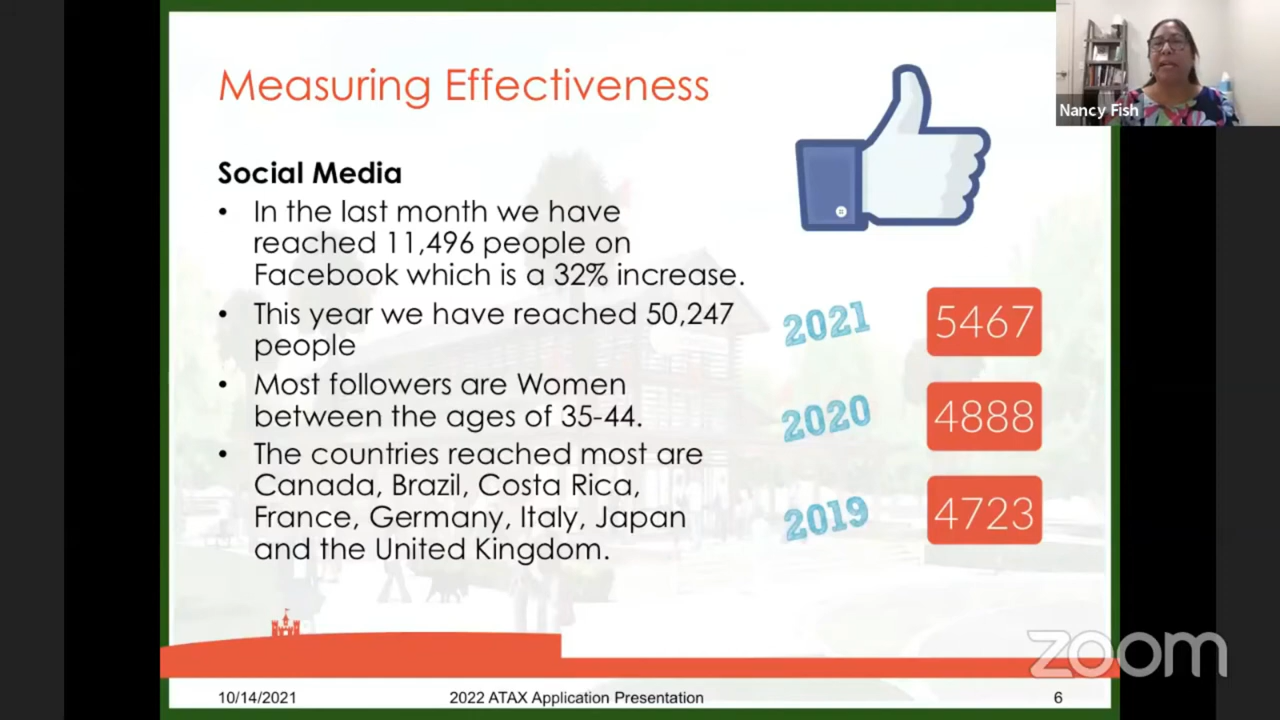 Measuring Effectiveness
Nancy Fish
Social Media
• In the last month we have
reached 11,496 people on
Facebook which is a 32% increase.
• This year we have reached 50,247
people
• Most followers are Women
between the ages of 35-44.
• The countries reached most are
Canada, Brazil, Costa Rica,
France, Germany, Italy, Japan
and the United Kingdom.
2021 5467
2020 4888
2019 4723
zoom
10/14/2021 2022 ATAX Application Presentation 6